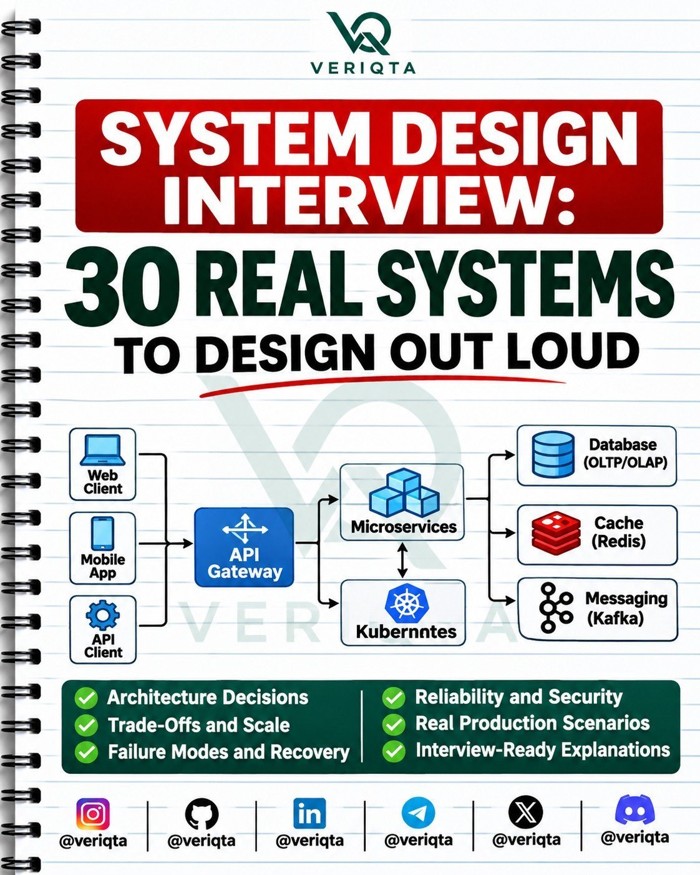 VERIQTA
SYSTEM DESIGN
INTERVIEW:
30 REAL SYSTEMS
TO DESIGN OUT LOUD
Web
Client
Mobile
App
API
Client
API
Gateway
Microservices
Kubernntes
Database
(OLTP/OLAP)
Cache
(Redis)
Messaging
(Kafka)
VERIQTA
Architecture Decisions
Trade-Offs and Scale
Failure Modes and Recovery
Reliability and Security
Real Production Scenarios
Interview-Ready Explanations
@veriqta
@veriqta
@veriqta
@veriqta
@veriqta
@veriqta